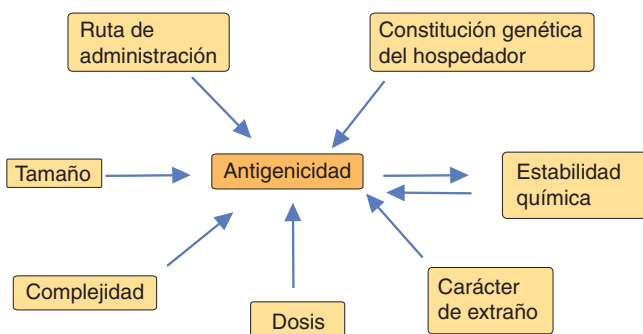 Ruta de
administración
Constitución genética
del hospedador
Tamaño
Antigenicidad
Estabilidad
química
Complejidad
Dosis
Carácter
de extraño